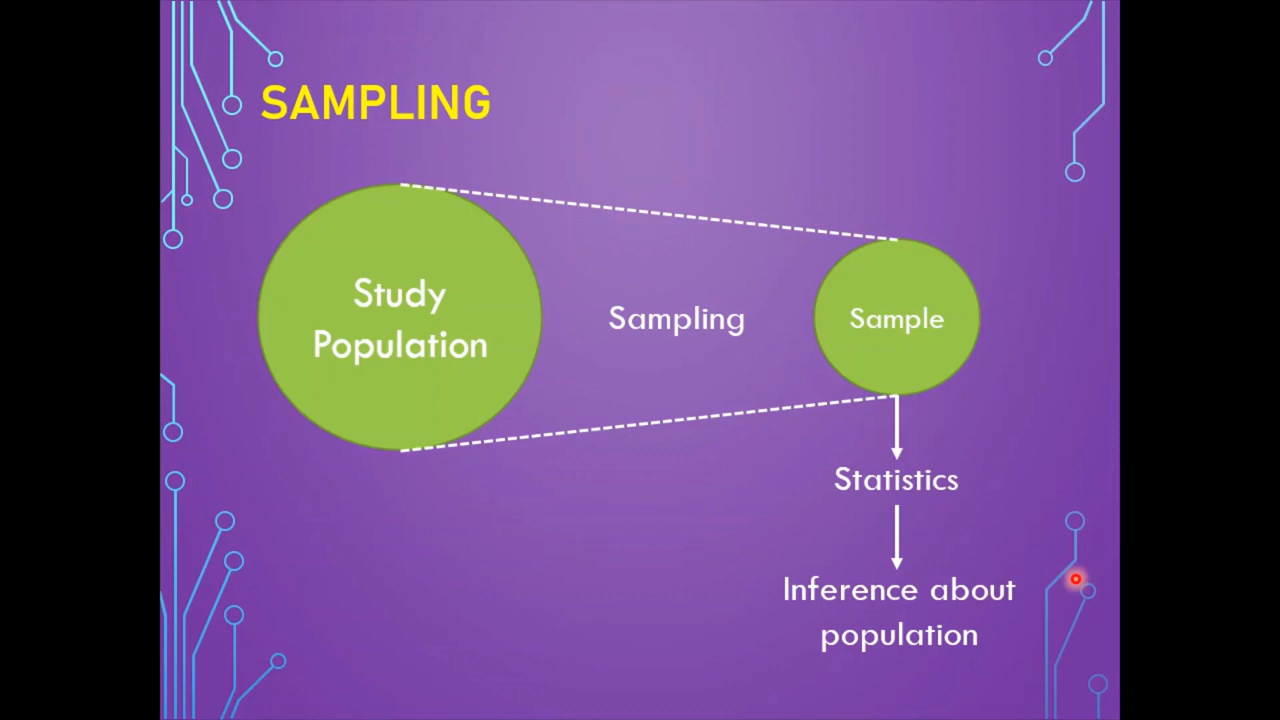 SAMPLING
Study
Population
Sampling
Sample
Statistics
Inference about
population